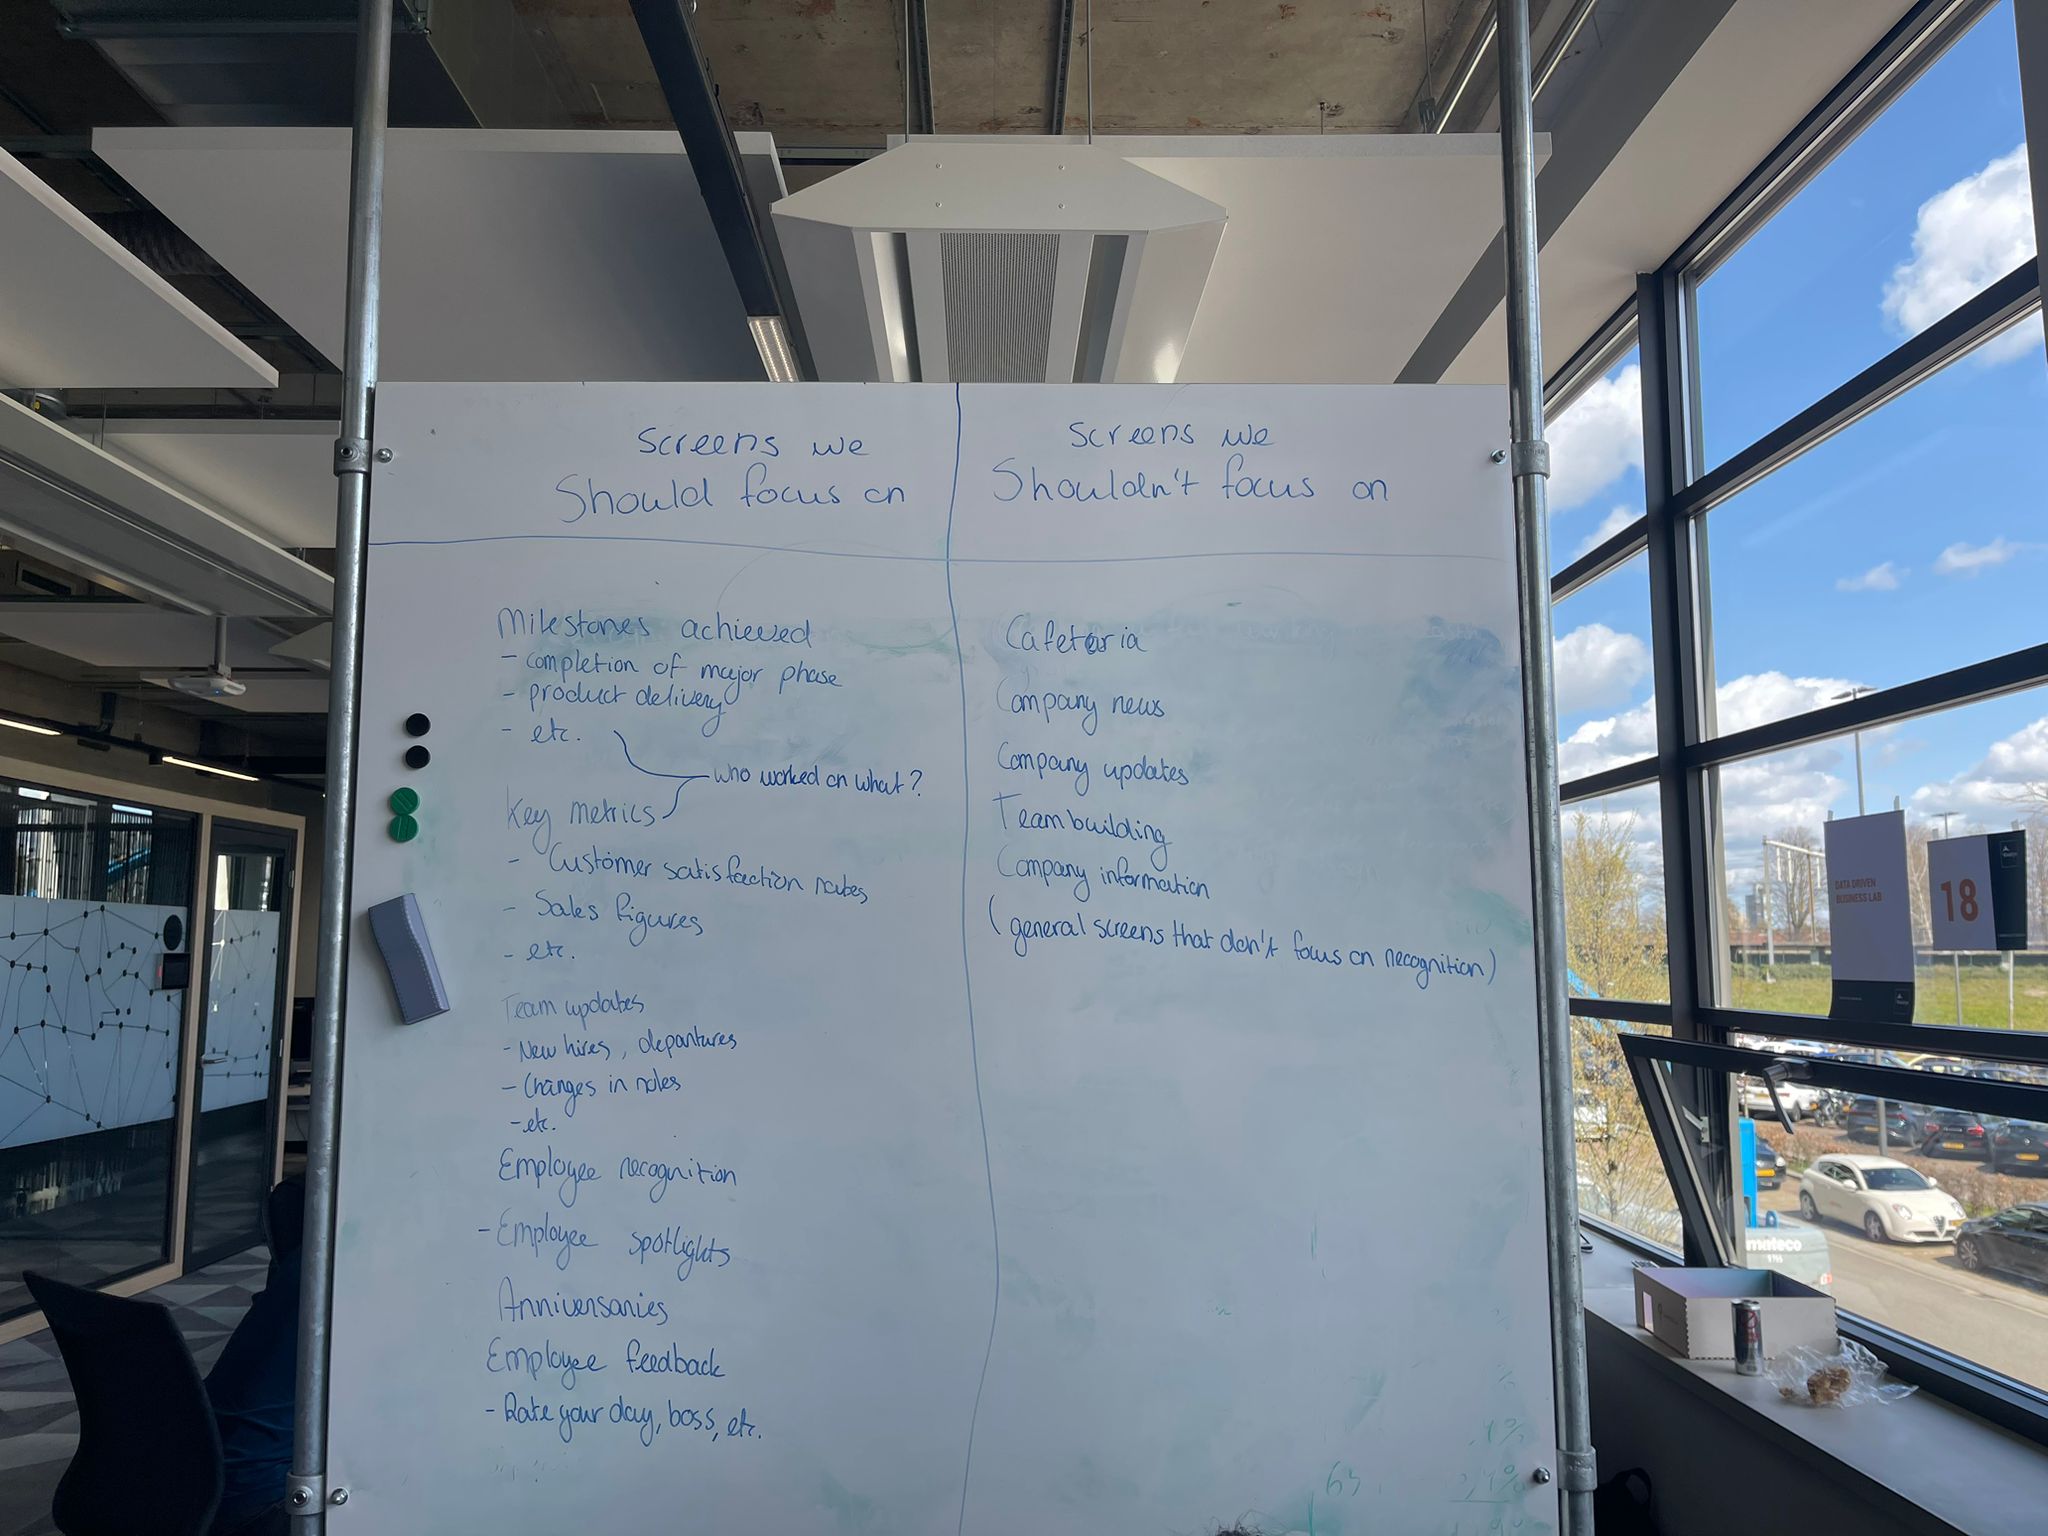 Screens we
Should focus on
Milestones achieved
- completion of major phase
- product delivery
- etc.
who worked on what?
Key metrics
- Customer satisfaction rates
- Sales figures
- etc.
Team updates
- New hires, departures
- Changes in roles
- etc.
Employee recognition
- Employee spotlights
Anniversaries
Employee feedback
- Rate your day, boss, etc.
Screens we
Shouldn't focus on
Cafetaria
Company news
Company updates
Teambuilding
Company information
(general screens that don't focus on recognition)
DATA DRIVEN
BUSINESS LAB
18
mateco